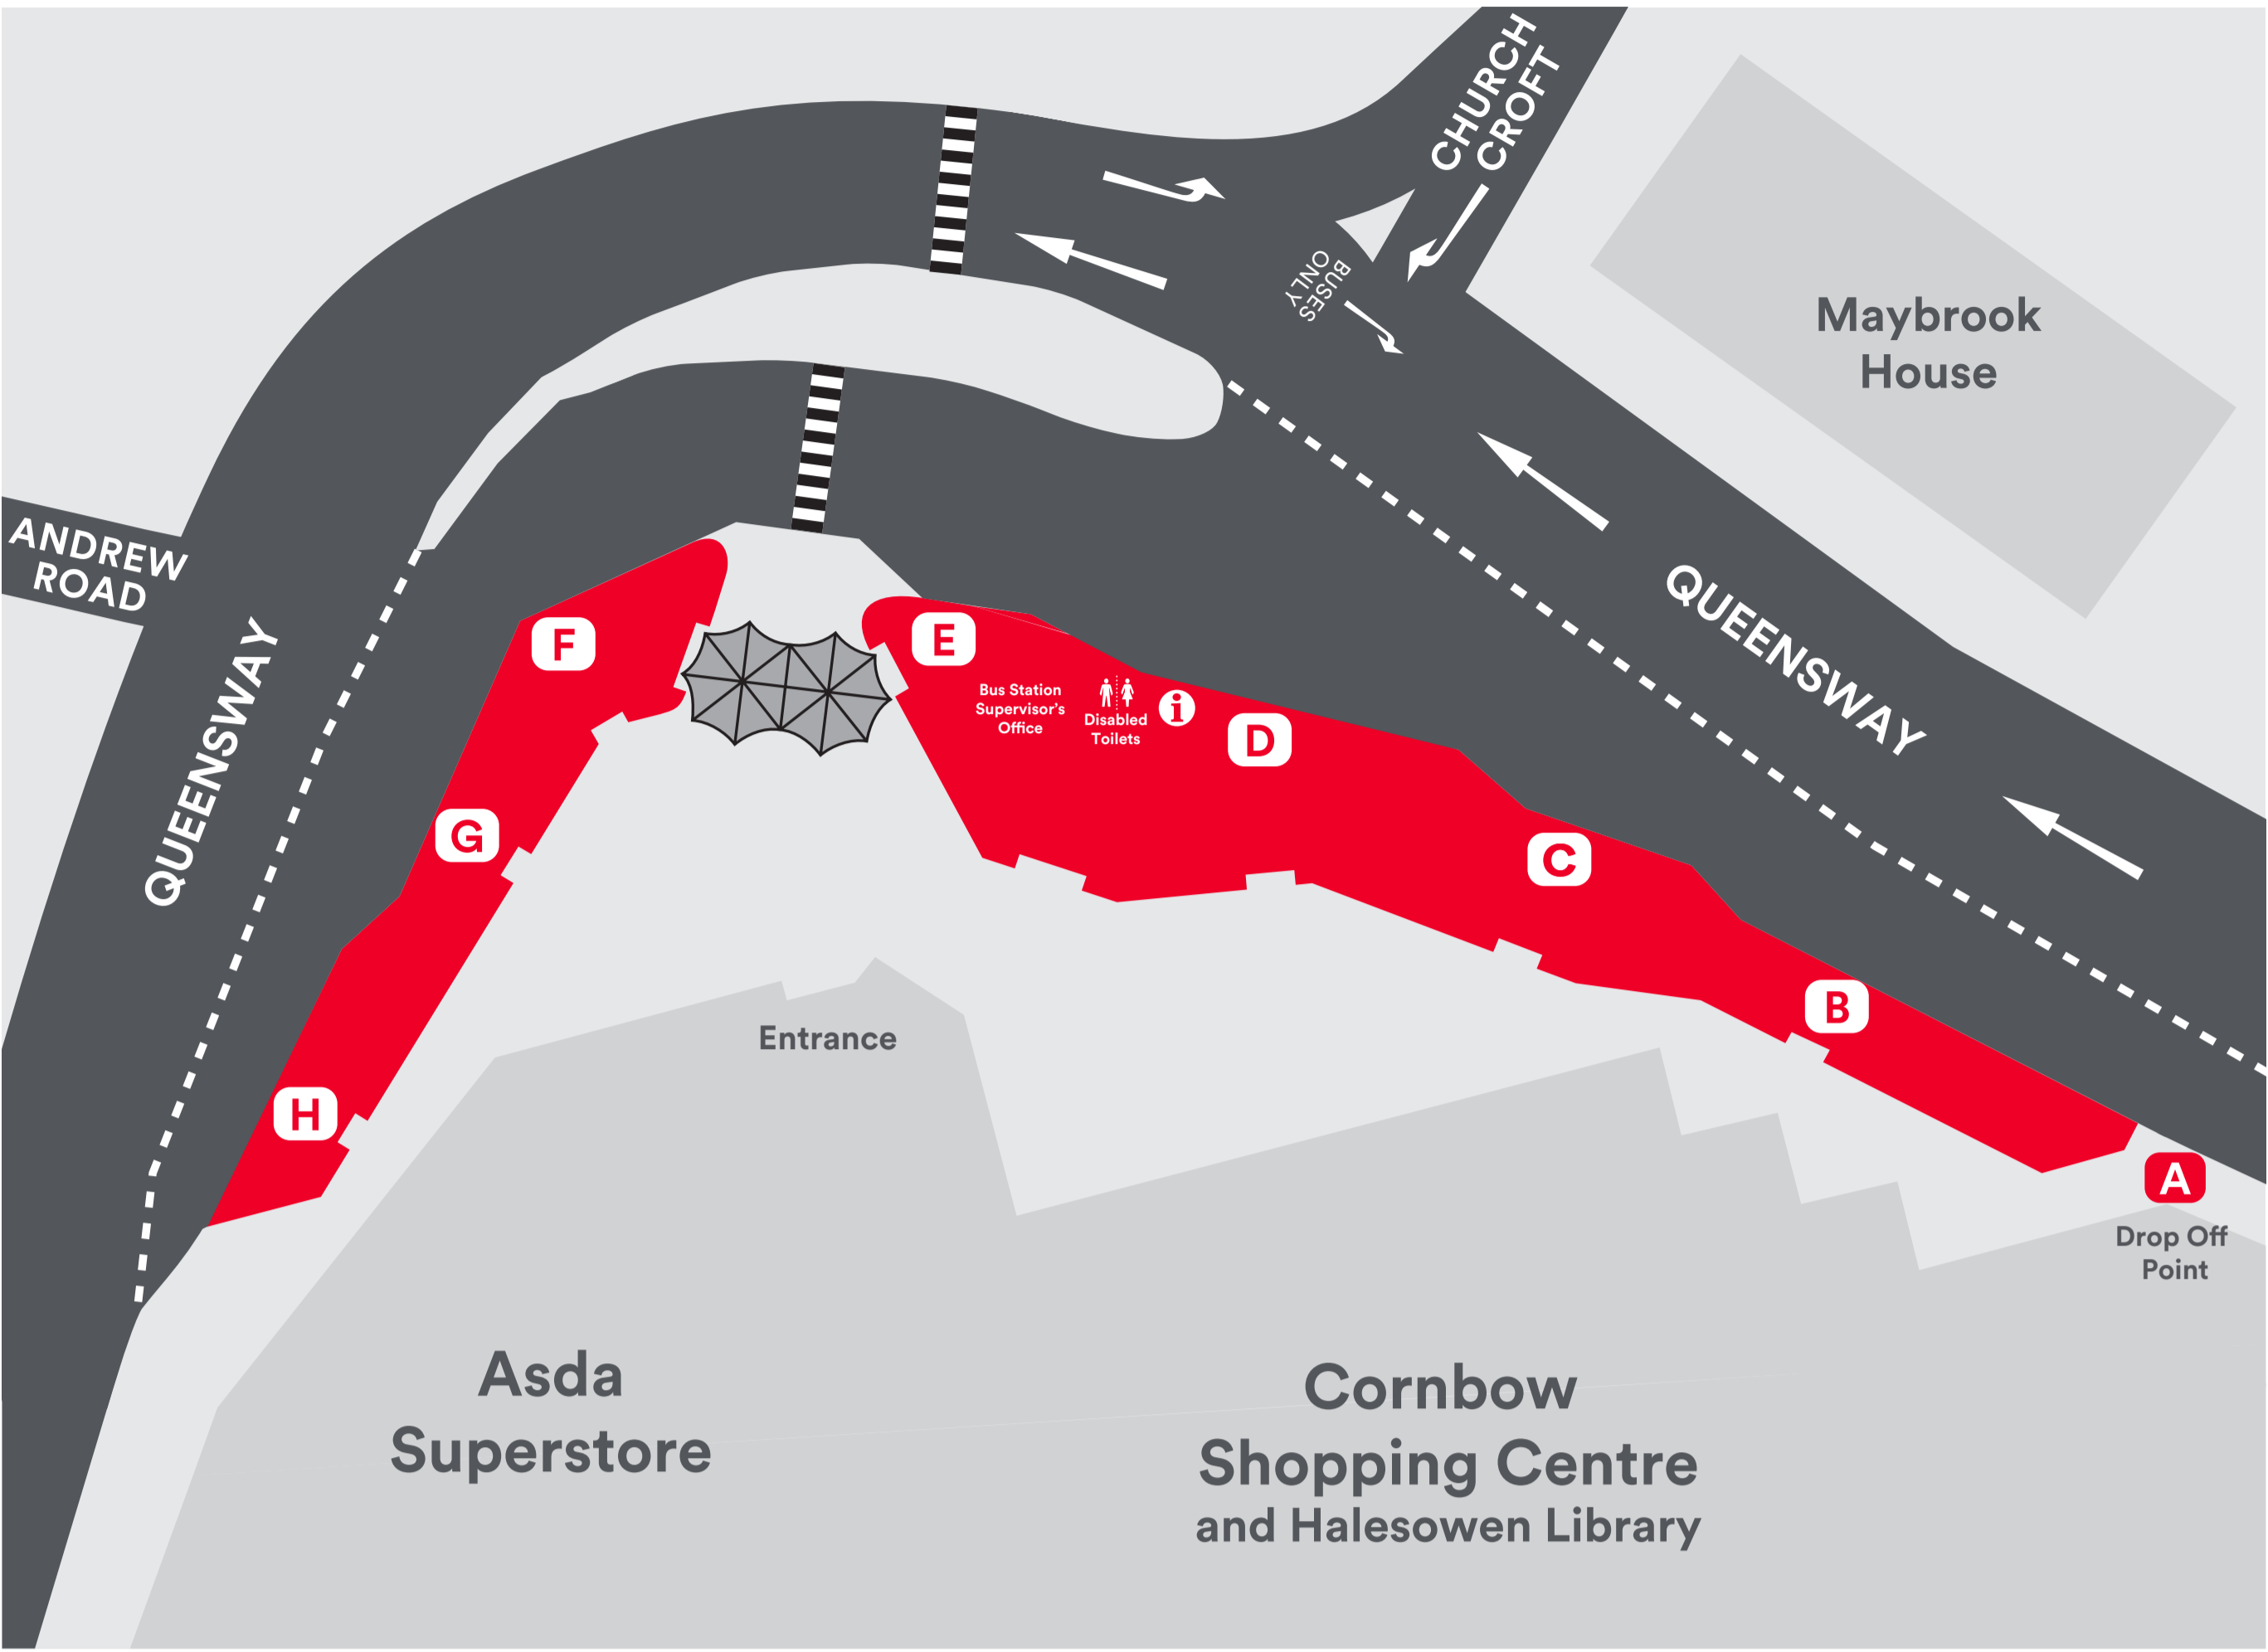 CHURCH
CROFT
BUSES
ONLY
Maybrook
House
ANDREW
ROAD
QUEENSWAY
QUEENSWAY
F
E
Bus Station
Supervisor's
Office
Disabled
Toilets
i
D
G
C
B
Entrance
H
A
Drop Off
Point
Asda
Superstore
Cornbow
Shopping Centre
and Halesowen Library